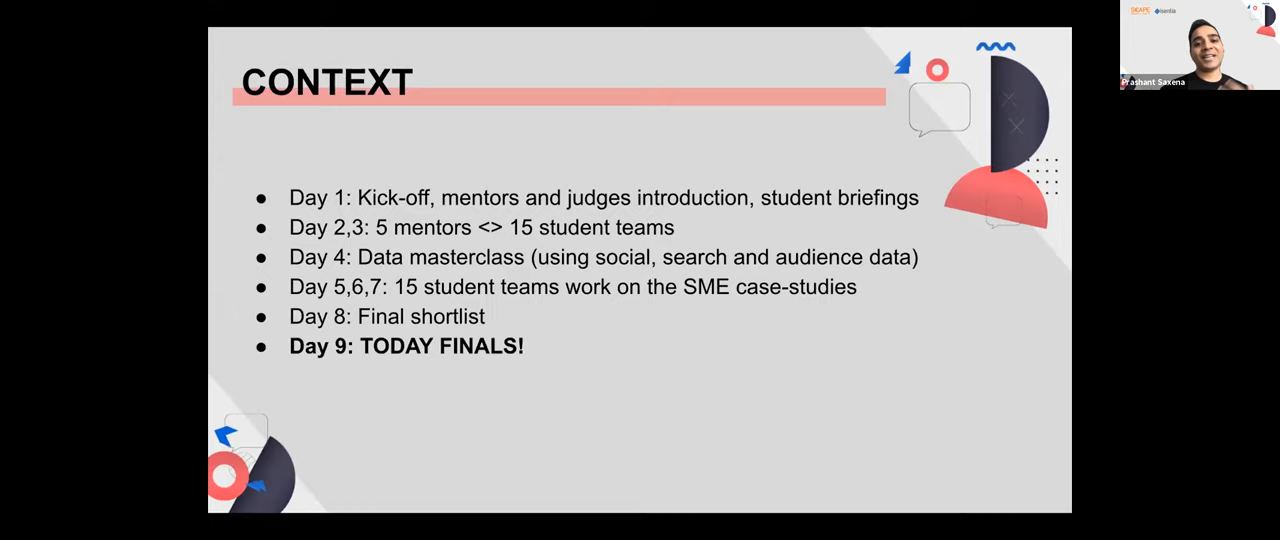 CONTEXT
● Day 1: Kick-off, mentors and judges introduction, student briefings
● Day 2,3: 5 mentors <> 15 student teams
● Day 4: Data masterclass (using social, search and audience data)
● Day 5,6,7: 15 student teams work on the SME case-studies
● Day 8: Final shortlist
● Day 9: TODAY FINALS!
isentia
Prashant Saxena